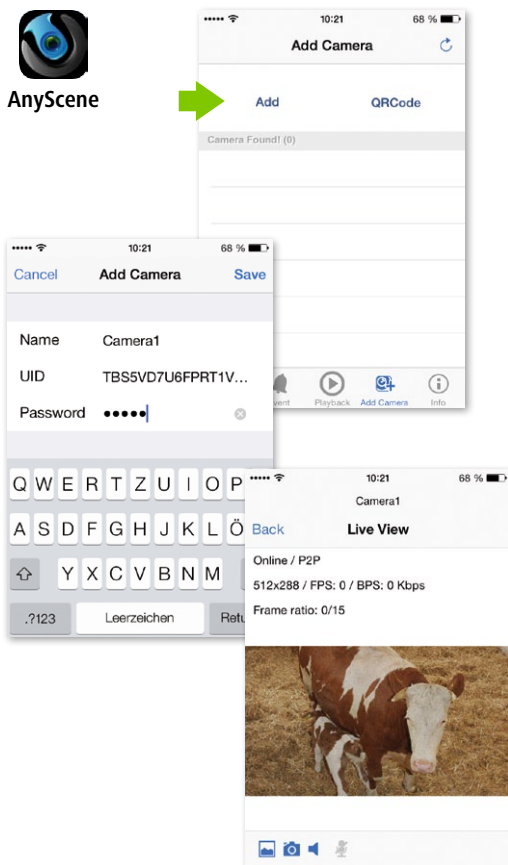 AnyScene
10:21 68 %
Add Camera
Add QRCode
Camera Found! (0)
Playback Add Camera Info
10:21 68 %
Cancel Add Camera Save
Name Camera1
UID TBS5VD7U6FPRT1V...
Password
Q W E R T Z U I O P
A S D F G H J K L Ö
Y X C V B N M
.?123 Leerzeichen
10:21 68 %
Camera1
Back Live View
Online / P2P
512x288 / FPS: 0 / BPS: 0 Kbps
Frame ratio: 0/15